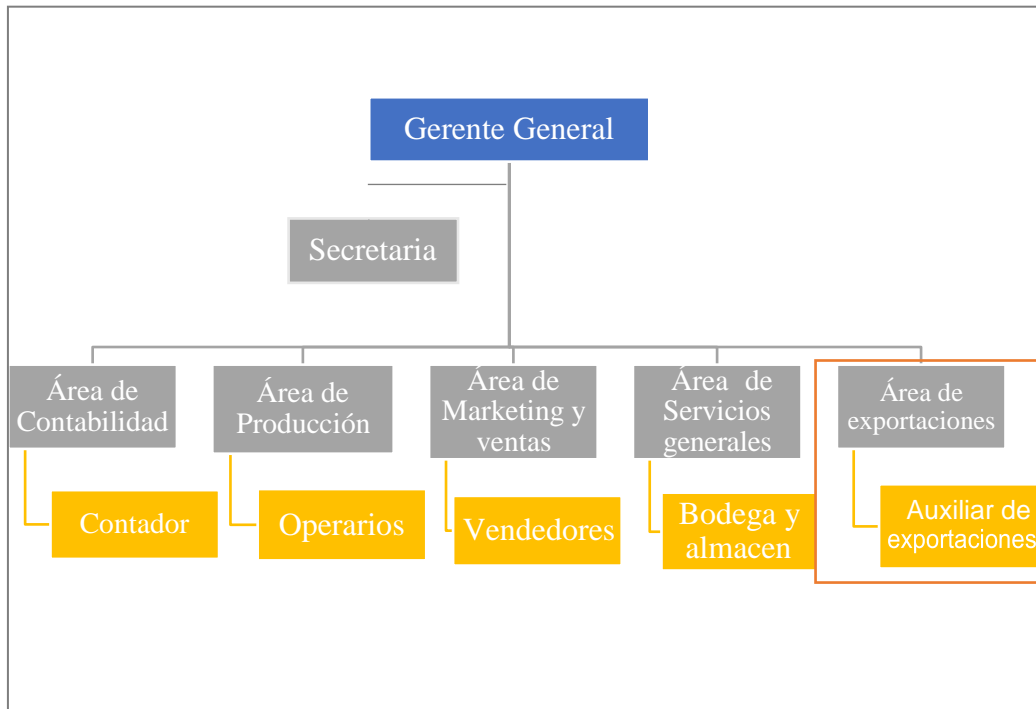 Gerente General
Secretaria
Área de
Contabilidad
Área de
Producción
Área de
Marketing y
ventas
Área de
Servicios
generales
Área de
exportaciones
Contador
Operarios
Vendedores
Bodega y
almacen
Auxiliar de
exportaciones